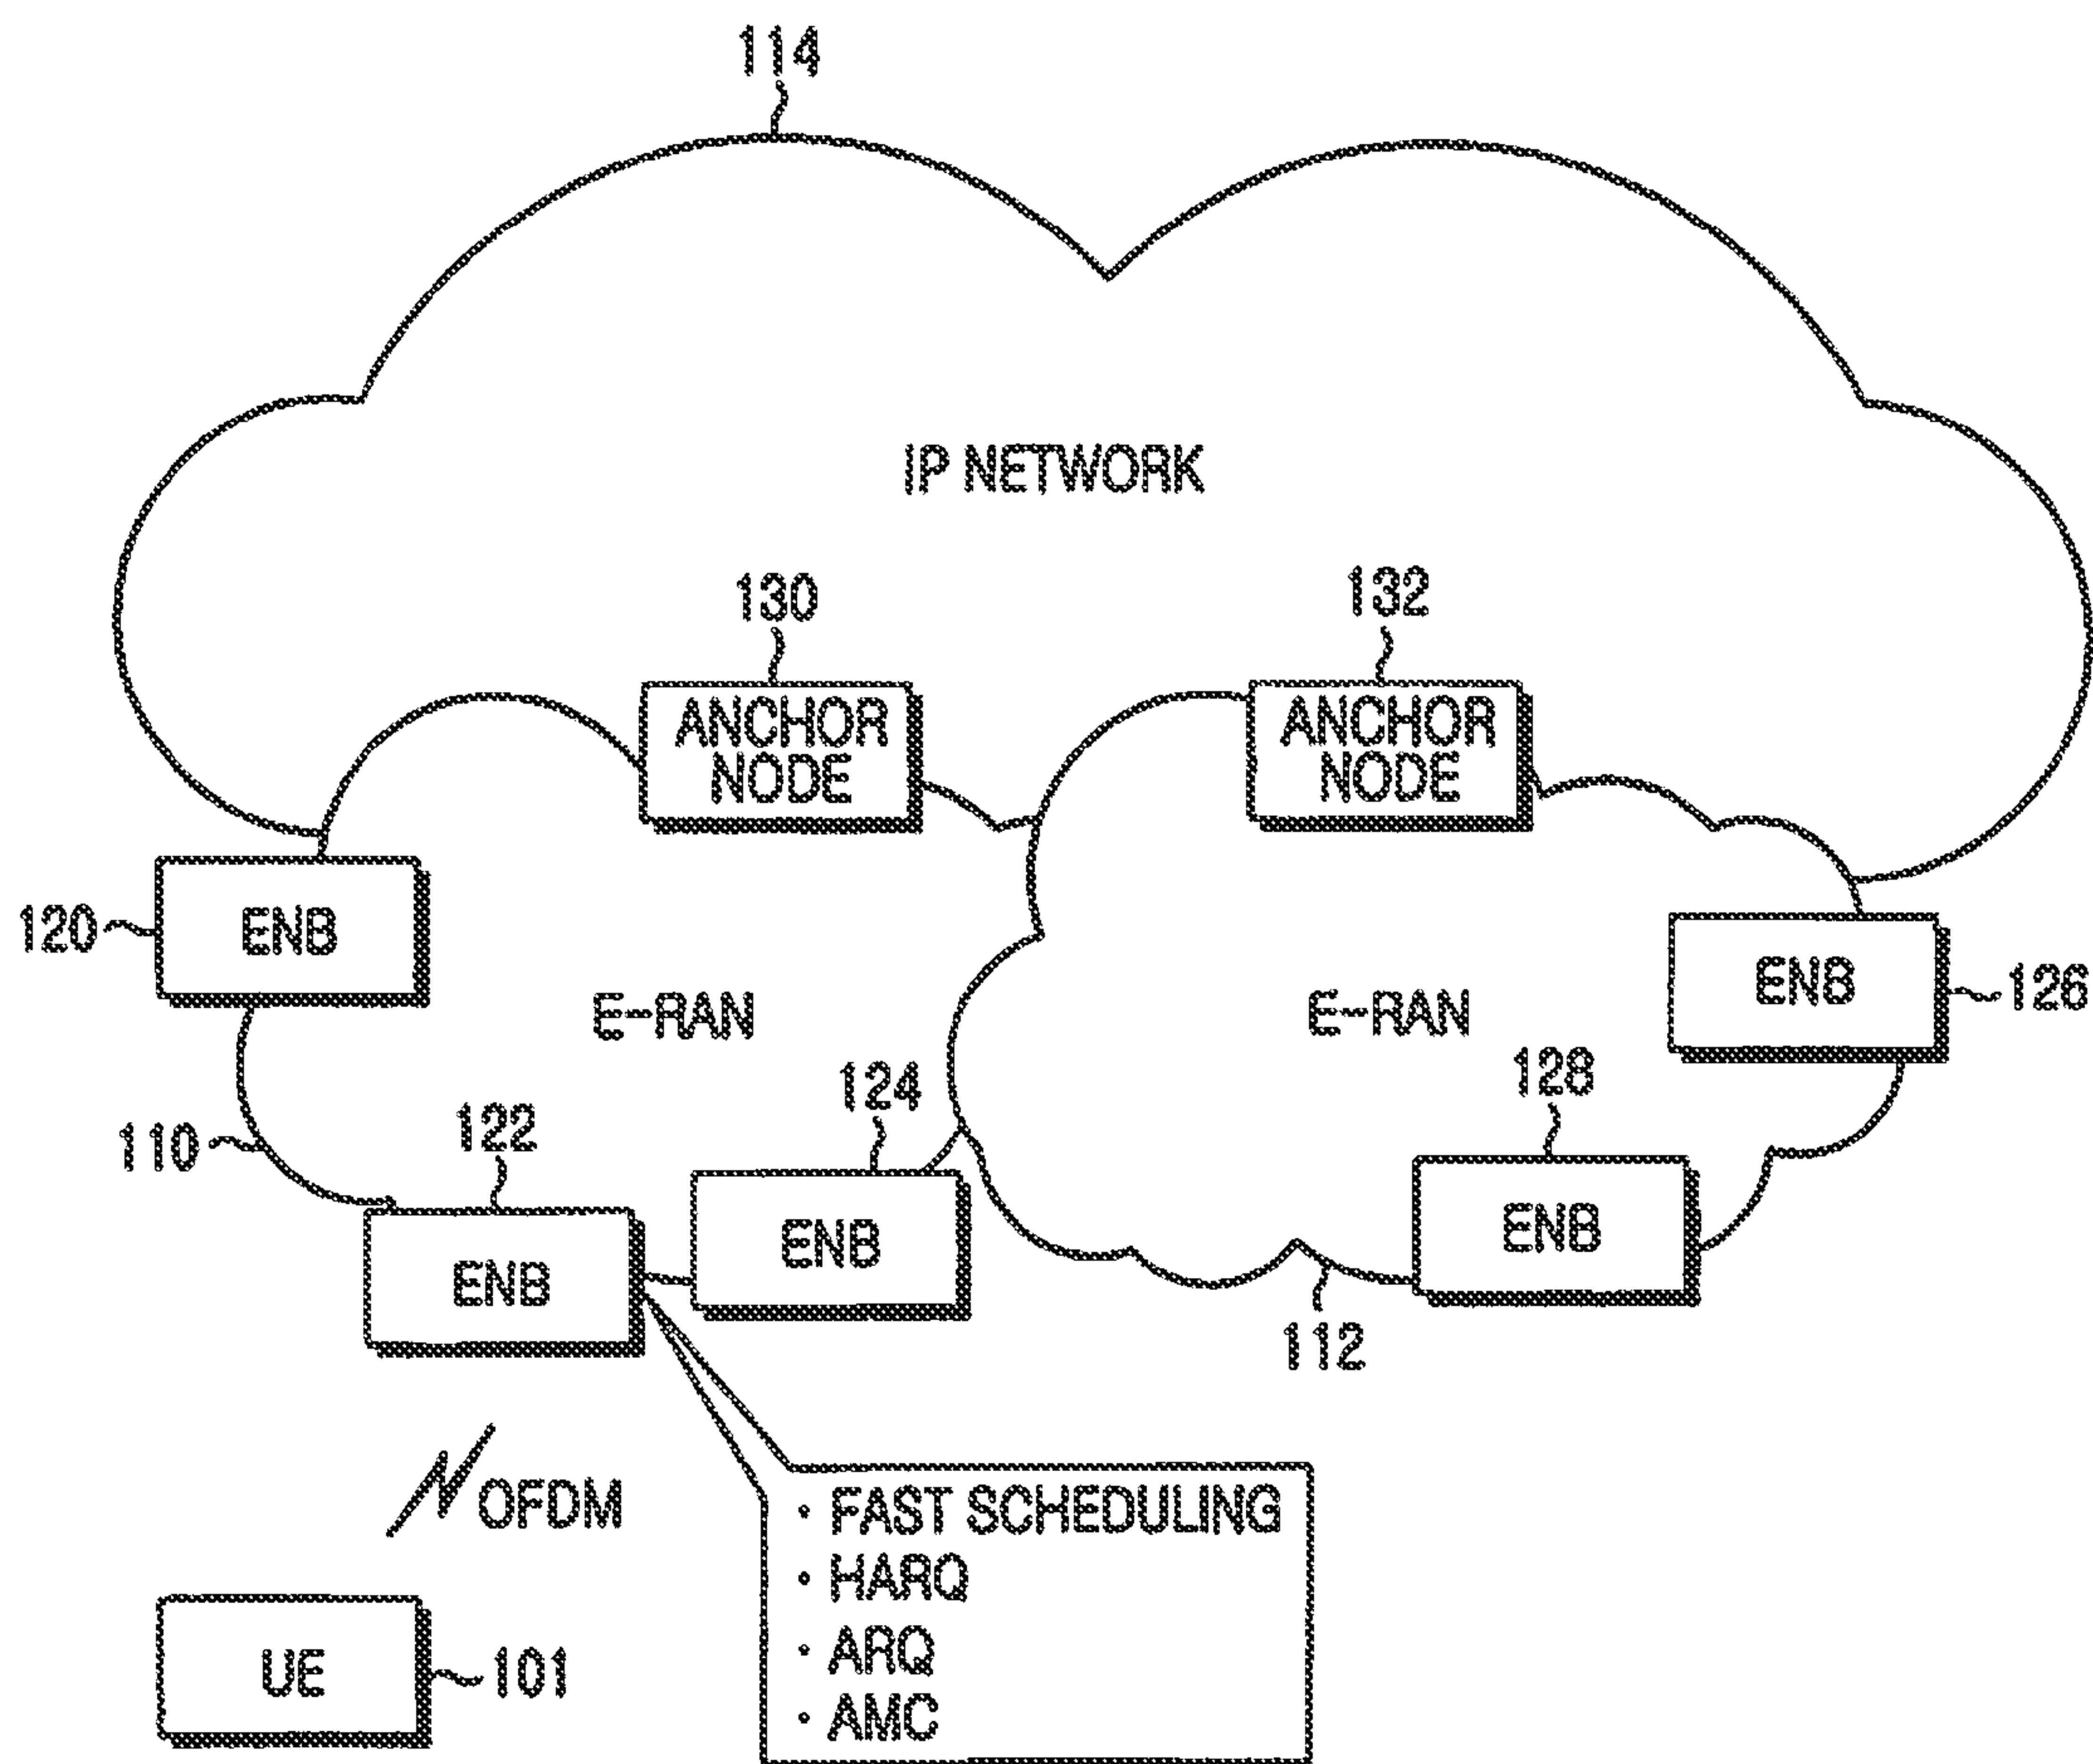 114
IP NETWORK
130
132
ANCHOR
NODE
ANCHOR
NODE
120
ENB
E-RAN
E-RAN
ENB
126
110
122
124
128
ENB
ENB
ENB
112
OFDM
· FAST SCHEDULING
· HARQ
· ARQ
· AMC
UE
101